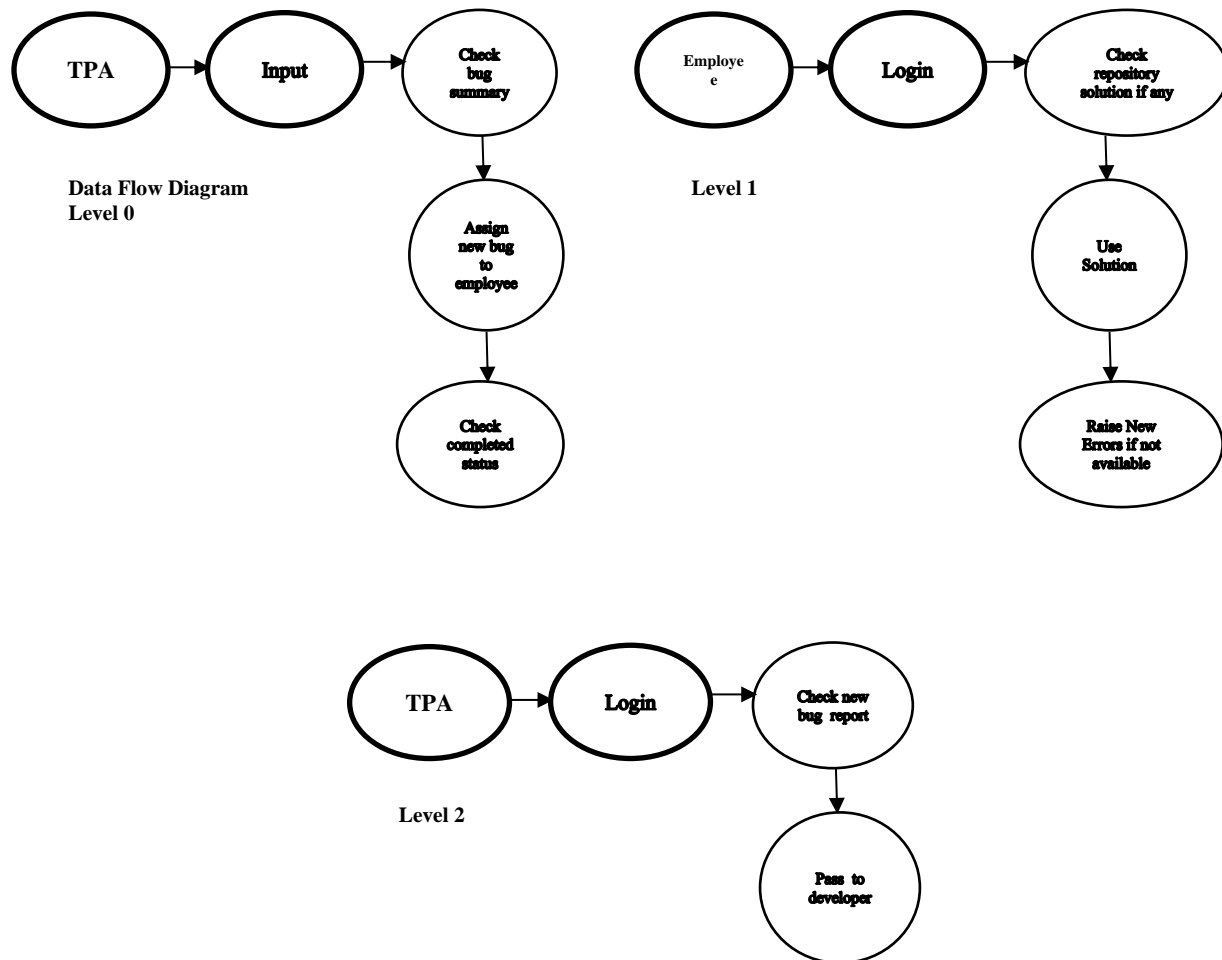 TPA
Input
Check
bug
summary
Assign
new bug
to
employee
Check
completed
status
Data Flow Diagram
Level 0
Employe
e
Login
Check
repository
solution if any
Use
Solution
Raise New
Errors if not
available
Level 1
TPA
Login
Check new
bug report
Pass to
developer
Level 2